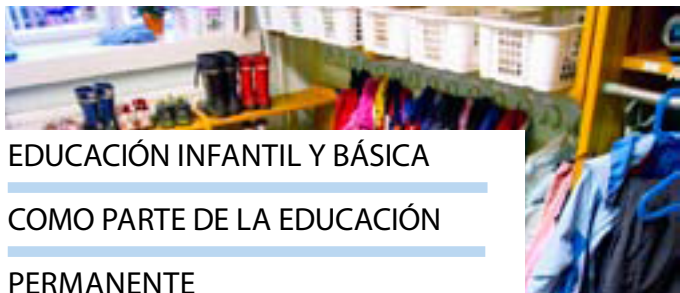 EDUCACIÓN INFANTIL Y BÁSICA
COMO PARTE DE LA EDUCACIÓN
PERMANENTE